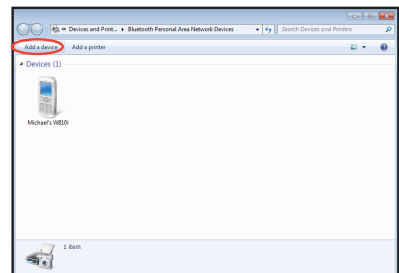 « Devices and Print... ▸ Bluetooth Personal Area Network Devices
Search Devices and Printers
Add a device
Add a printer
Devices (1)
Michael's W810i
1 item